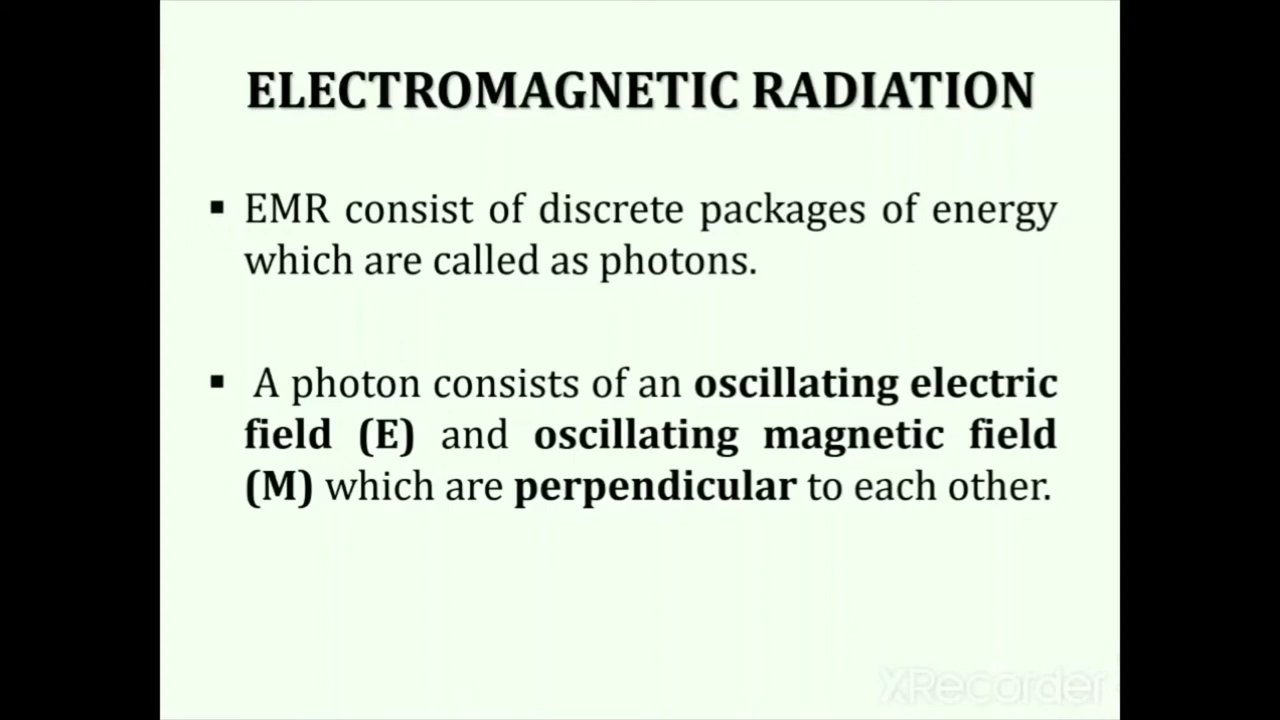 ELECTROMAGNETIC RADIATION
▪ EMR consist of discrete packages of energy
which are called as photons.
▪ A photon consists of an oscillating electric
field (E) and oscillating magnetic field
(M) which are perpendicular to each other.
XRecorder